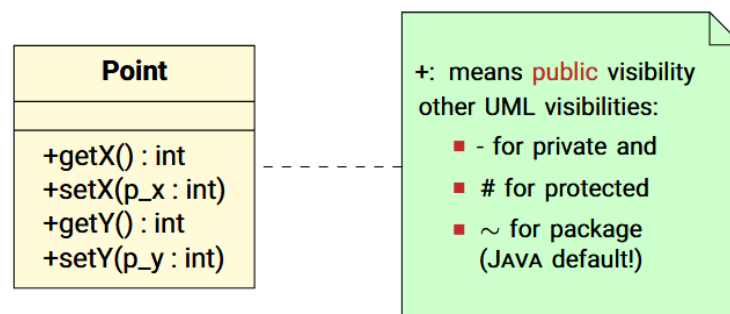 Point
+getX() : int
+setX(p_x : int)
+getY() : int
+setY(p_y : int)
+: means public visibility
other UML visibilities:
■ - for private and
■ # for protected
■ ~ for package
(JAVA default!)